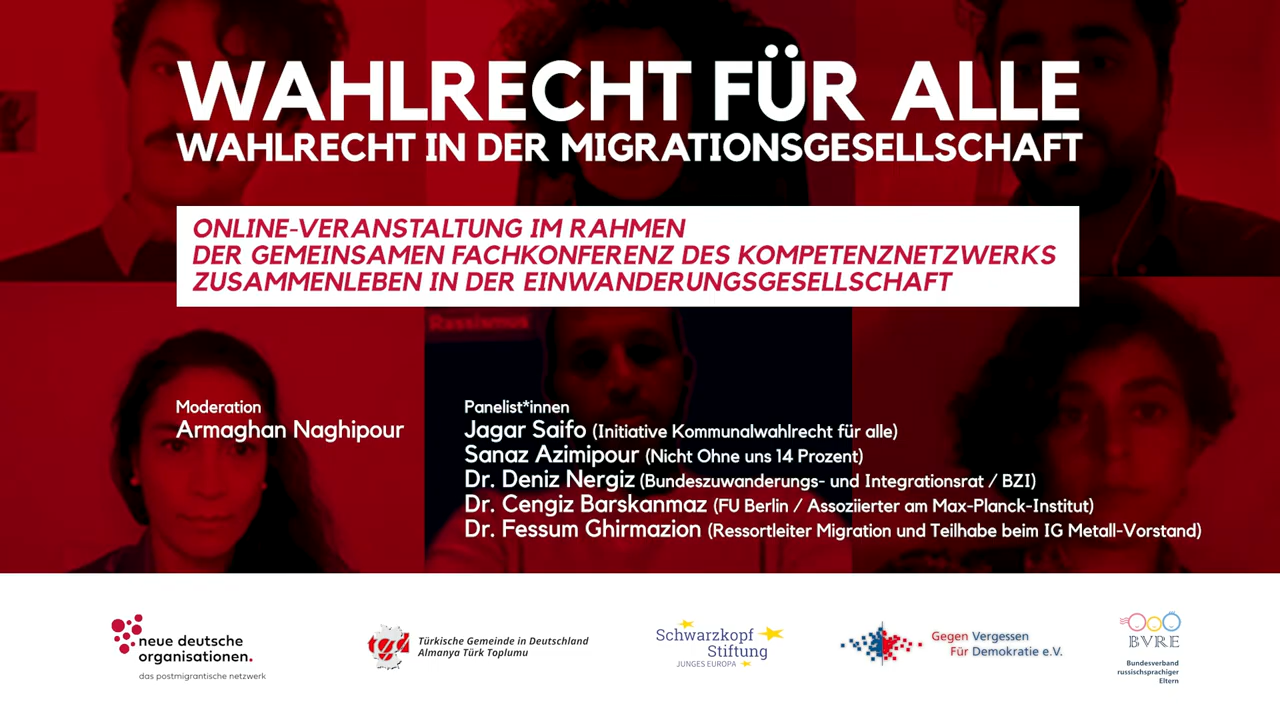 WAHLRECHT FÜR ALLE
WAHLRECHT IN DER MIGRATIONSGESELLSCHAFT
ONLINE-VERANSTALTUNG IM RAHMEN
DER GEMEINSAMEN FACHKONFERENZ DES KOMPETENZNETZWERKS
ZUSAMMENLEBEN IN DER EINWANDERUNGSGESELLSCHAFT
Rassismus
Moderation
Armaghan Naghipour
Panelist*innen
Jagar Saifo (Initiative Kommunalwahlrecht für alle)
Sanaz Azimipour (Nicht Ohne uns 14 Prozent)
Dr. Deniz Nergiz (Bundeszuwanderungs- und Integrationsrat / BZI)
Dr. Cengiz Barskanmaz (FU Berlin / Assoziierter am Max-Planck-Institut)
Dr. Fessum Ghirmazion (Ressortleiter Migration und Teilhabe beim IG Metall-Vorstand)
neue deutsche
organisationen.
das postmigrantische netzwerk
Türkische Gemeinde in Deutschland
Almanya Türk Toplumu
Schwarzkopf
Stiftung
JUNGES EUROPA
Gegen Vergessen
Für Demokratie e.V.
BVRE
Bundesverband
russischsprachiger
Eltern